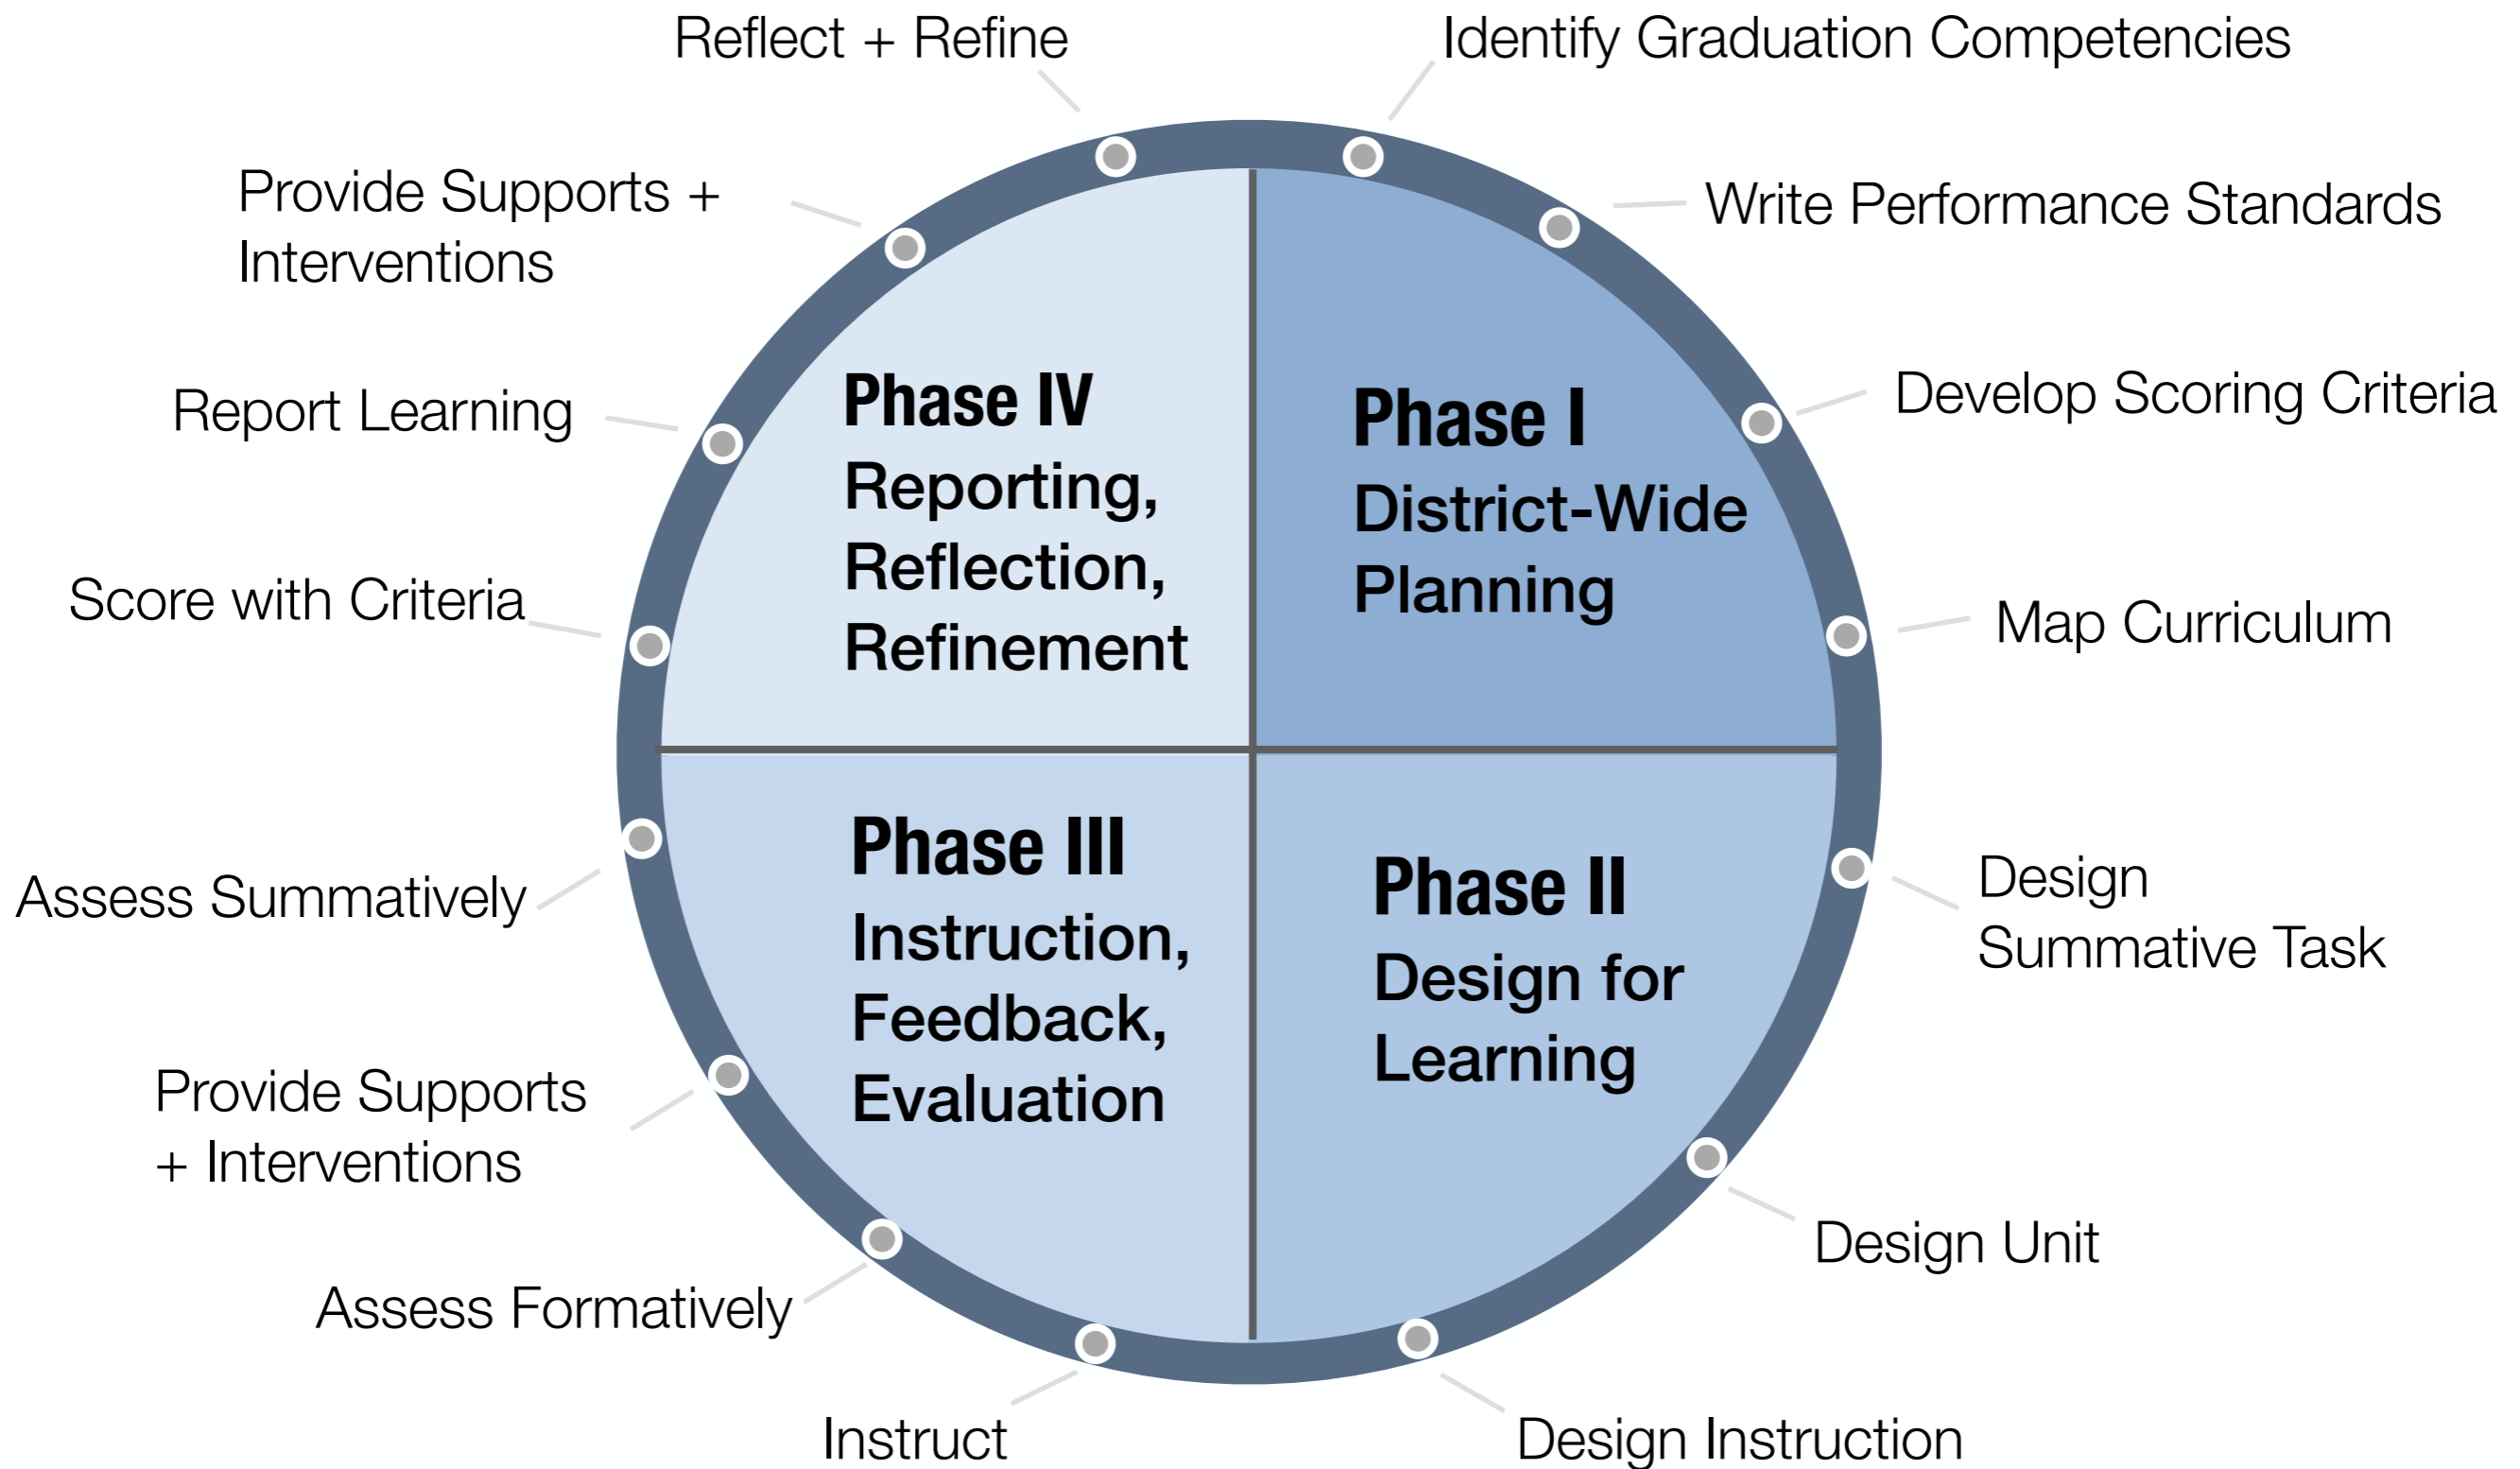 Reflect + Refine
Identify Graduation Competencies
Provide Supports +
Interventions
Write Performance Standards
Report Learning
Develop Scoring Criteria
Score with Criteria
Map Curriculum
Phase IV
Reporting,
Reflection,
Refinement
Phase I
District-Wide
Planning
Phase III
Instruction,
Feedback,
Evaluation
Phase II
Design for
Learning
Assess Summatively
Design
Summative Task
Provide Supports
+ Interventions
Design Unit
Assess Formatively
Instruct
Design Instruction